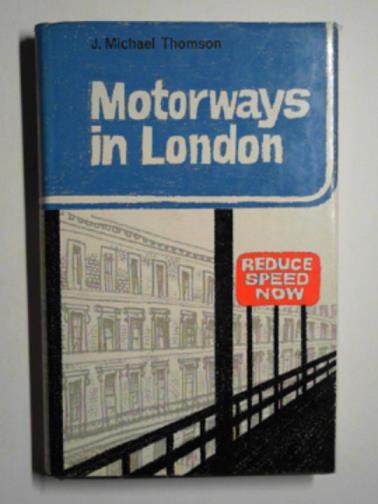 J. Michael Thomson
Motorways
in London
REDUCE
SPEED
NOW